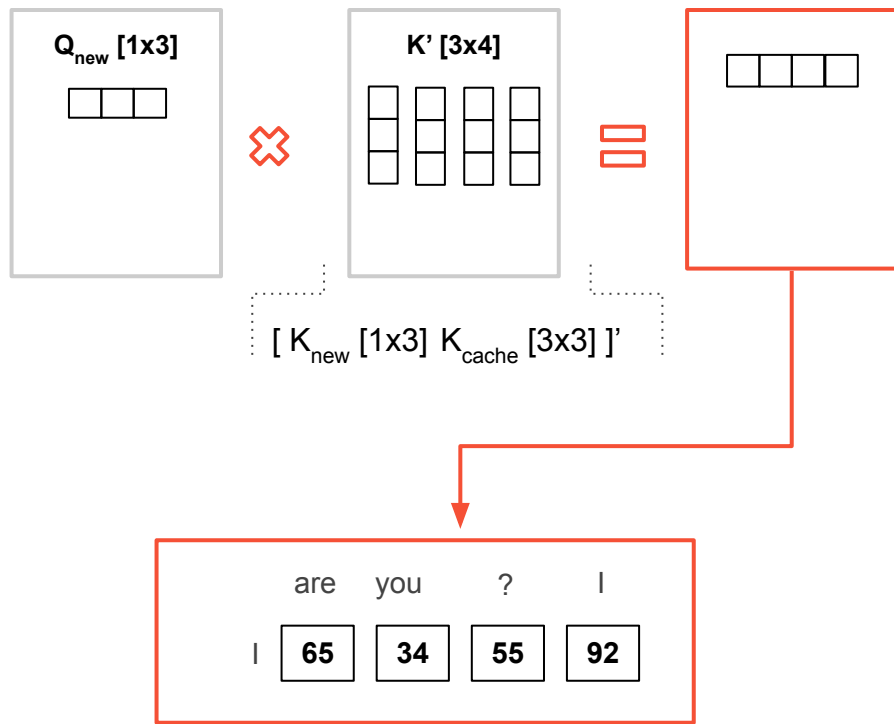 Qnew [1x3]
K’ [3x4]
[ Knew [1x3] Kcache [3x3] ]’
are you ? I
I 65 34 55 92